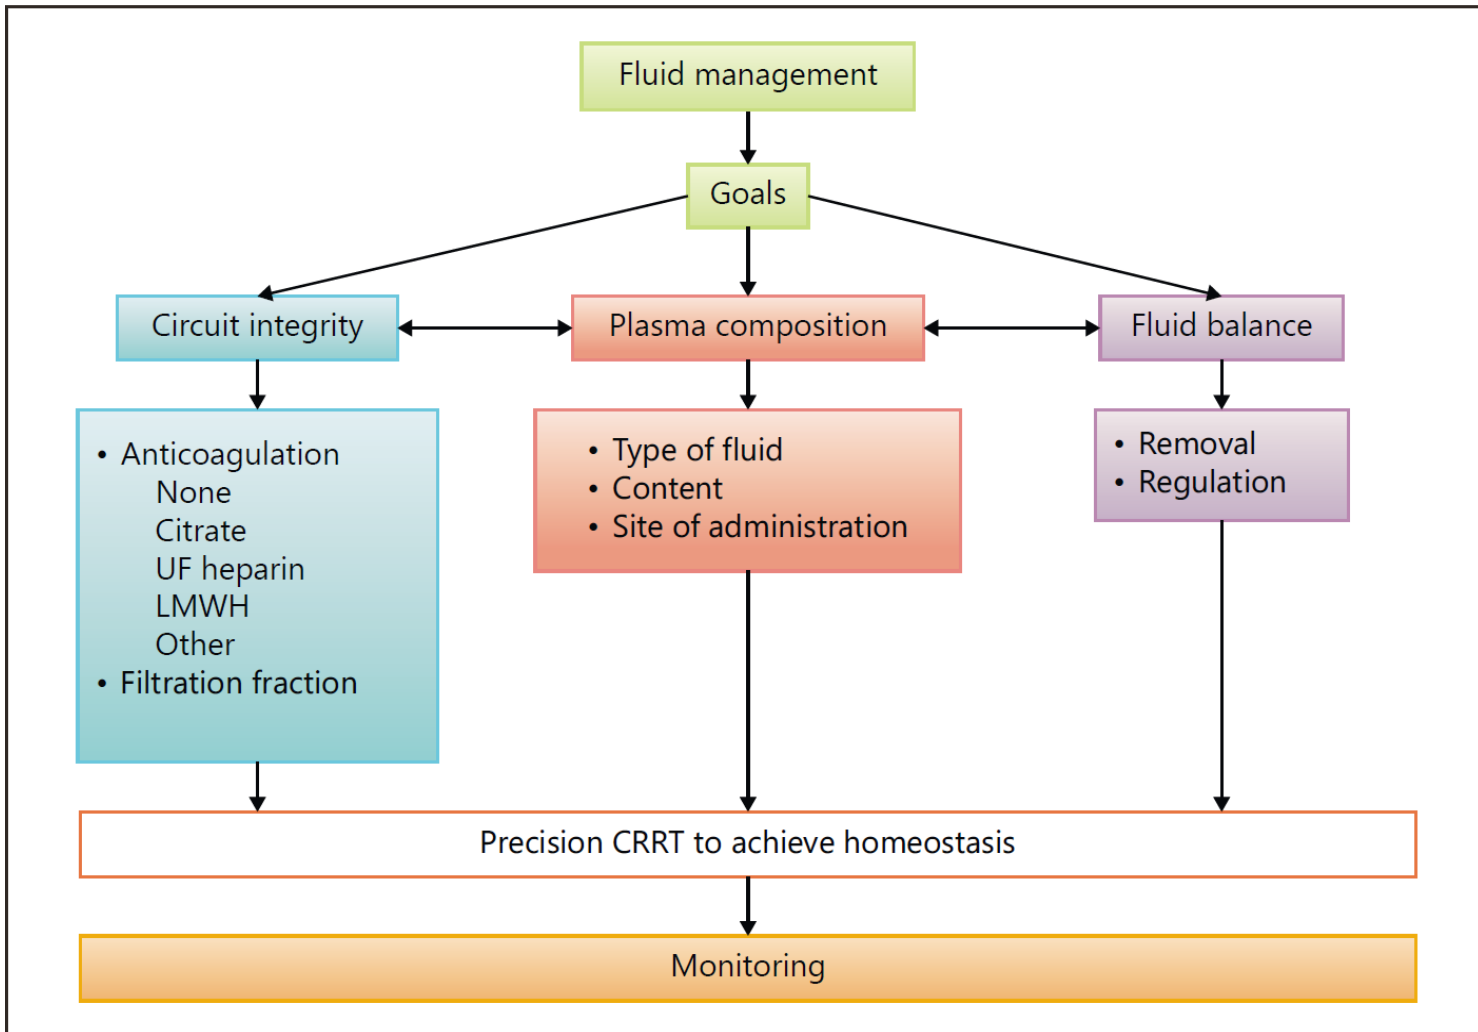 Fluid management
Goals
Circuit integrity
Plasma composition
Fluid balance
• Anticoagulation
None
Citrate
UF heparin
LMWH
Other
• Filtration fraction
• Type of fluid
• Content
• Site of administration
• Removal
• Regulation
Precision CRRT to achieve homeostasis
Monitoring